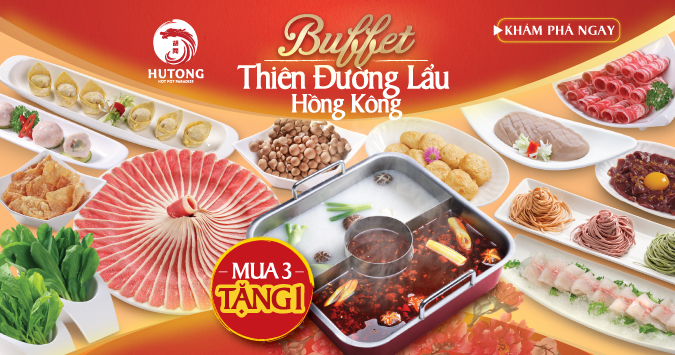 HUTONG
HOT POT PARADISE
Buffet
Thiên Đường Lẩu
Hồng Kông
KHÁM PHÁ NGAY
MUA 3
TẶNG 1